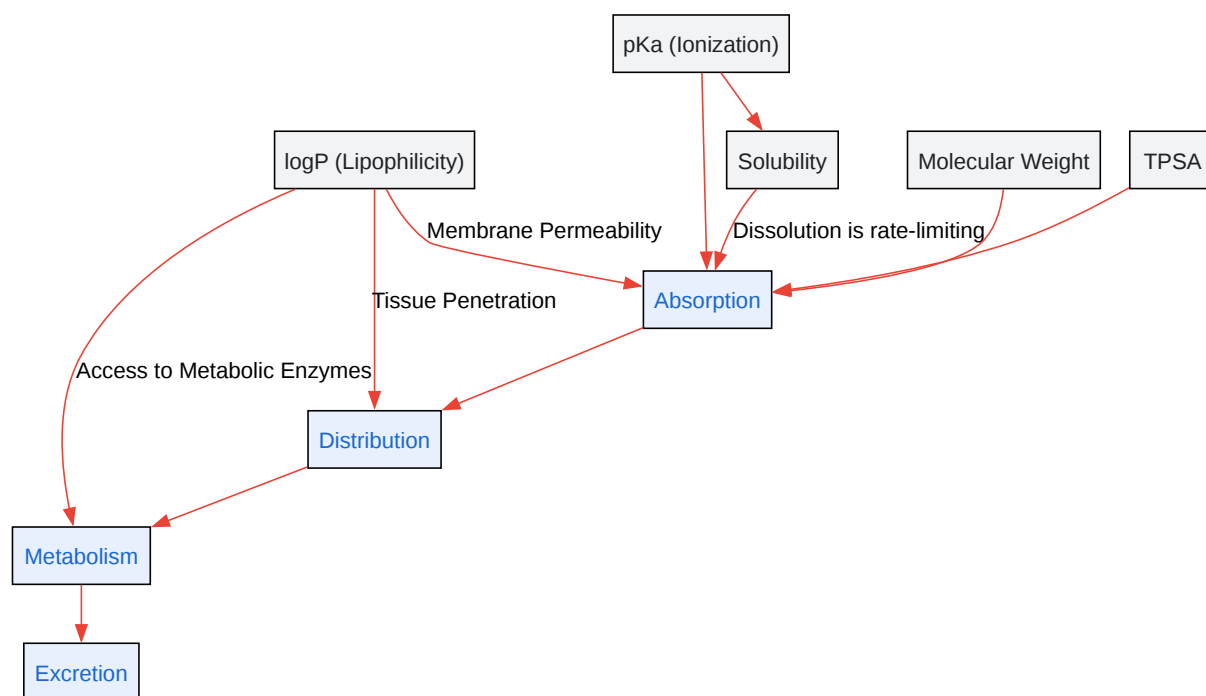 pKa (Ionization)
logP (Lipophilicity)
Solubility
Molecular Weight
TPSA
Membrane Permeability
Dissolution is rate-limiting
Absorption
Tissue Penetration
Access to Metabolic Enzymes
Distribution
Metabolism
Excretion